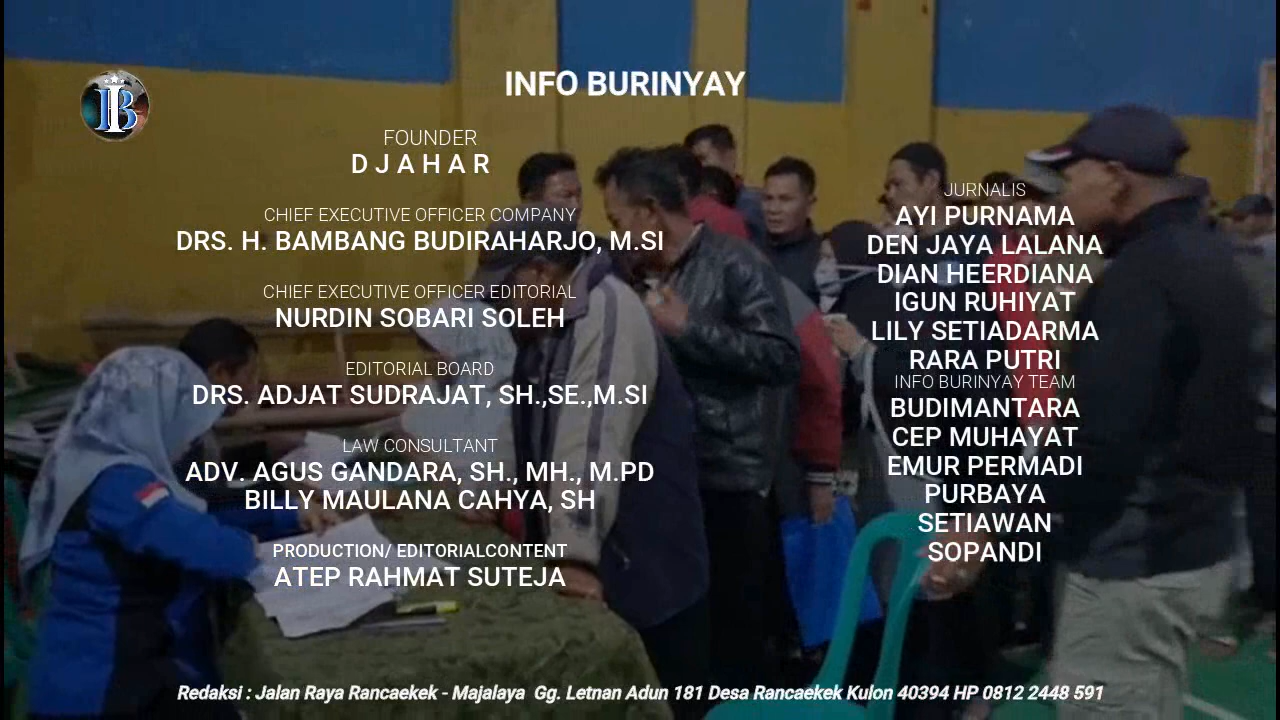 INFO BURINYAY
IB
FOUNDER
D J A H A R
CHIEF EXECUTIVE OFFICER COMPANY
DRS. H. BAMBANG BUDIRAHARJO, M.SI
CHIEF EXECUTIVE OFFICER EDITORIAL
NURDIN SOBARI SOLEH
EDITORIAL BOARD
DRS. ADJAT SUDRAJAT, SH.,SE.,M.SI
LAW CONSULTANT
ADV. AGUS GANDARA, SH., MH., M.PD
BILLY MAULANA CAHYA, SH
PRODUCTION/ EDITORIALCONTENT
ATEP RAHMAT SUTEJA
JURNALIS
AYI PURNAMA
DEN JAYA LALANA
DIAN HEERDIANA
IGUN RUHIYAT
LILY SETIADARMA
RARA PUTRI
INFO BURINYAY TEAM
BUDIMANTARA
CEP MUHAYAT
EMUR PERMADI
PURBAYA
SETIAWAN
SOPANDI
Redaksi : Jalan Raya Rancaekek - Majalaya Gg. Letnan Adun 181 Desa Rancaekek Kulon 40394 HP 0812 2448 591